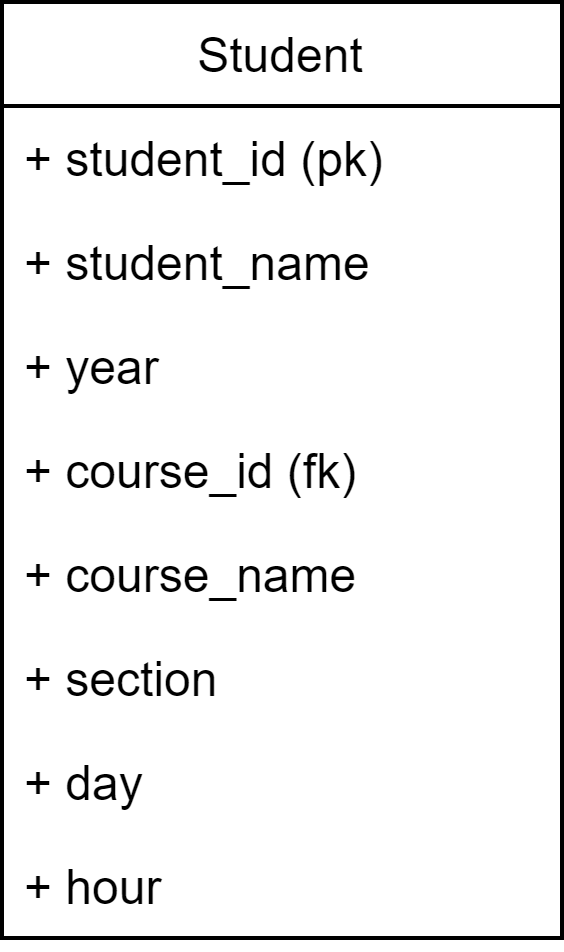 Student
+ student_id (pk)
+ student_name
+ year
+ course_id (fk)
+ course_name
+ section
+ day
+ hour